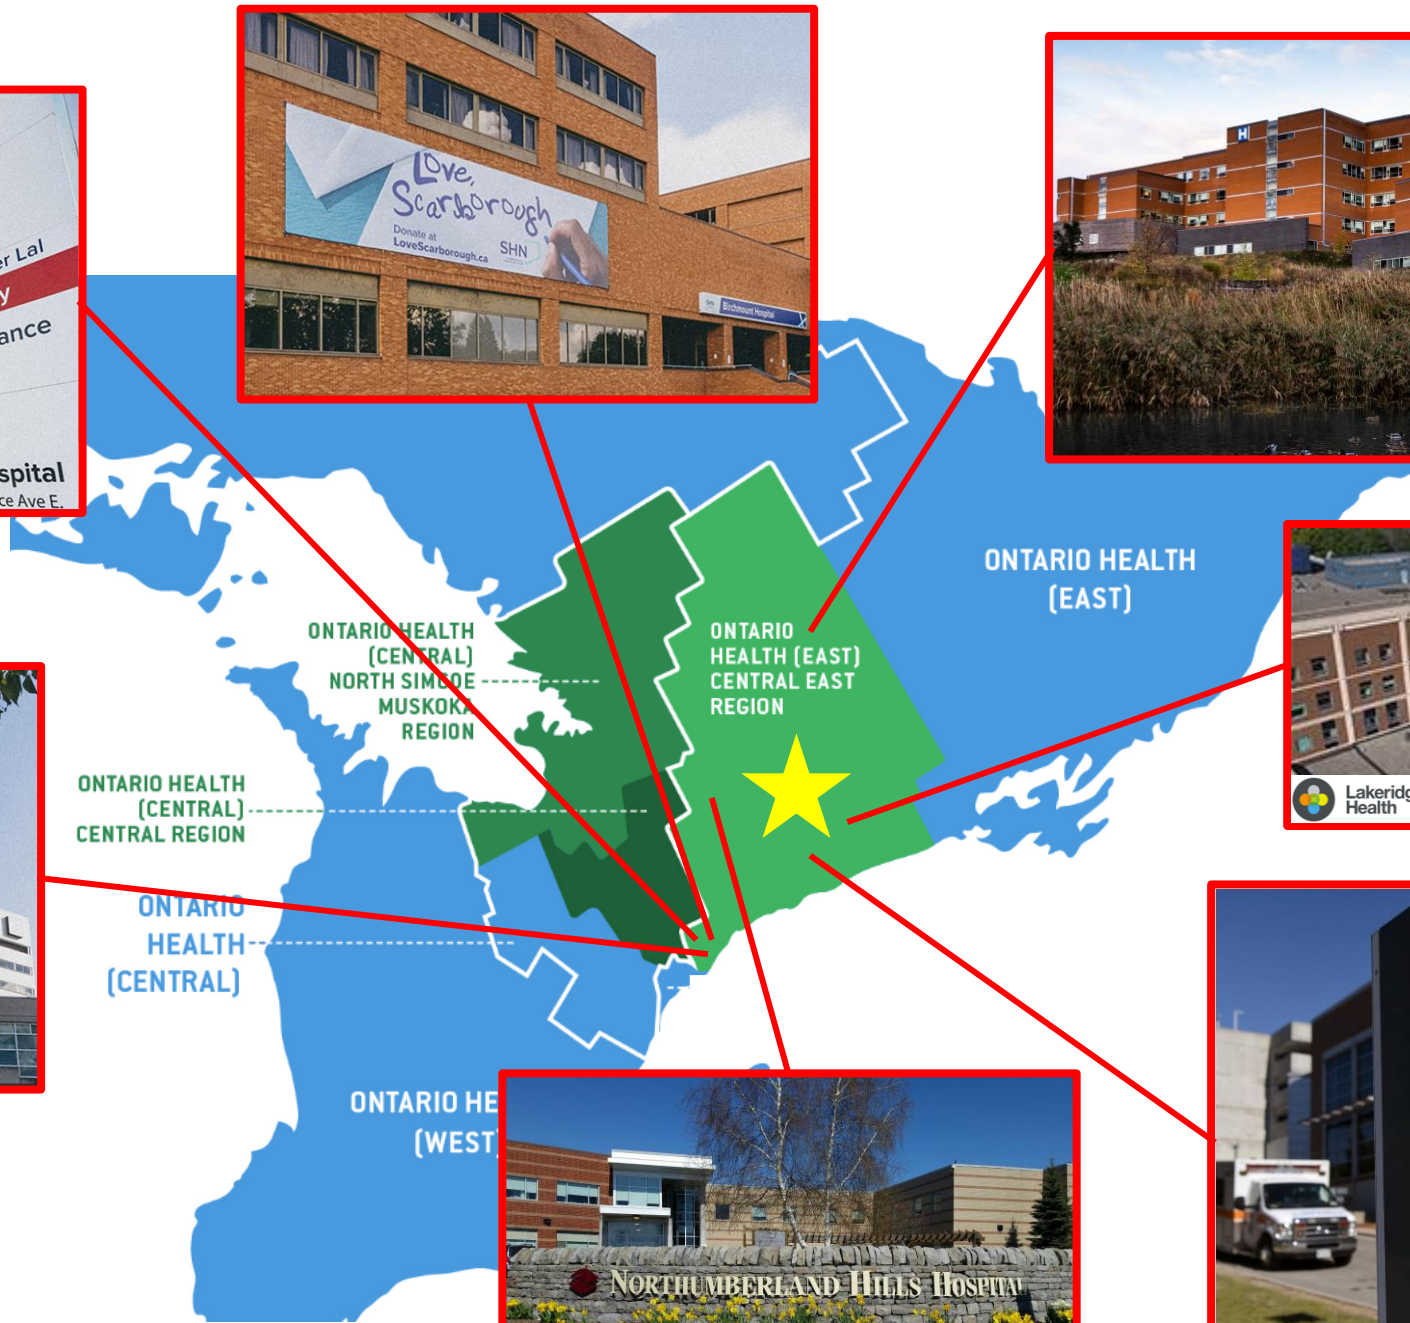 Love,
Scarborough
Donate at
LoveScarborough.ca
SHN
Birchmount Hospital
H
er Lal
y
ance
spital
ce Ave E.
ONTARIO HEALTH
(EAST)
ONTARIO HEALTH
(CENTRAL)
NORTH SIMCOE
MUSKOKA
REGION
ONTARIO
HEALTH (EAST)
CENTRAL EAST
REGION
ONTARIO HEALTH
(CENTRAL)
CENTRAL REGION
Lakeridg
Health
L
ONTARIO
HEALTH
(CENTRAL)
ONTARIO HE
(WEST)
NORTHUMBERLAND HILLS HOSPITAL